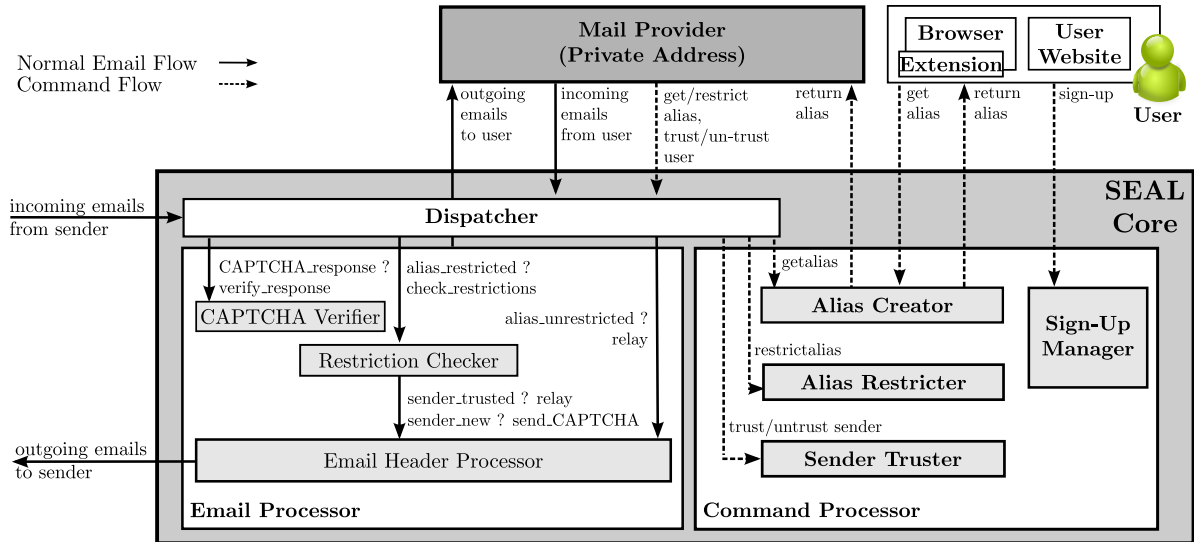 Normal Email Flow
Command Flow
Mail Provider
(Private Address)
Browser
Extension
User
Website
User
outgoing
emails
to user
incoming
emails
from user
get/restrict
alias,
trust/un-trust
user
return
alias
get
alias
return
alias
sign-up
SEAL
Core
incoming emails
from sender
Dispatcher
CAPTCHA_response ?
verify_response
alias_restricted ?
check_restrictions
getalias
CAPTCHA Verifier
alias_unrestricted ?
relay
Alias Creator
Sign-Up
Manager
Restriction Checker
restrictalias
Alias Restricter
sender_trusted ? relay
sender_new ? send_CAPTCHA
trust/untrust sender
outgoing emails
to sender
Email Header Processor
Sender Truster
Email Processor
Command Processor